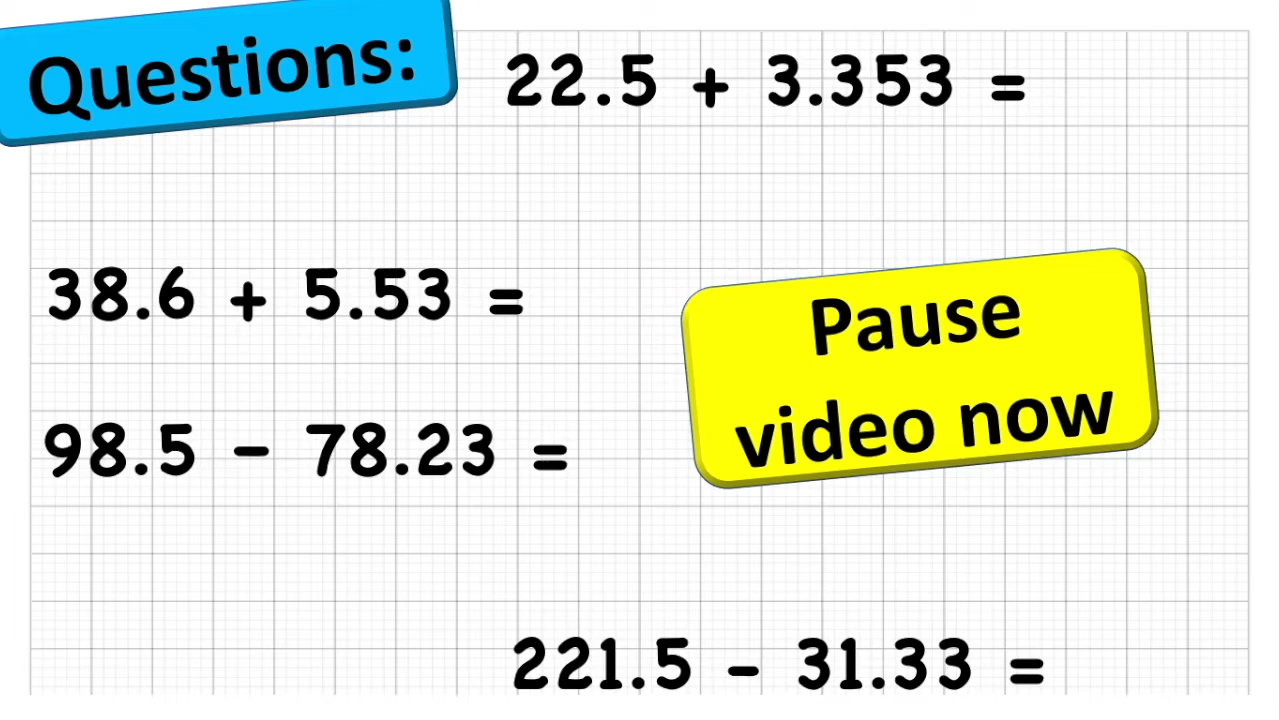 Questions:
22.5 + 3.353 =
38.6 + 5.53 =
Pause
video now
98.5 - 78.23 =
221.5 - 31.33 =